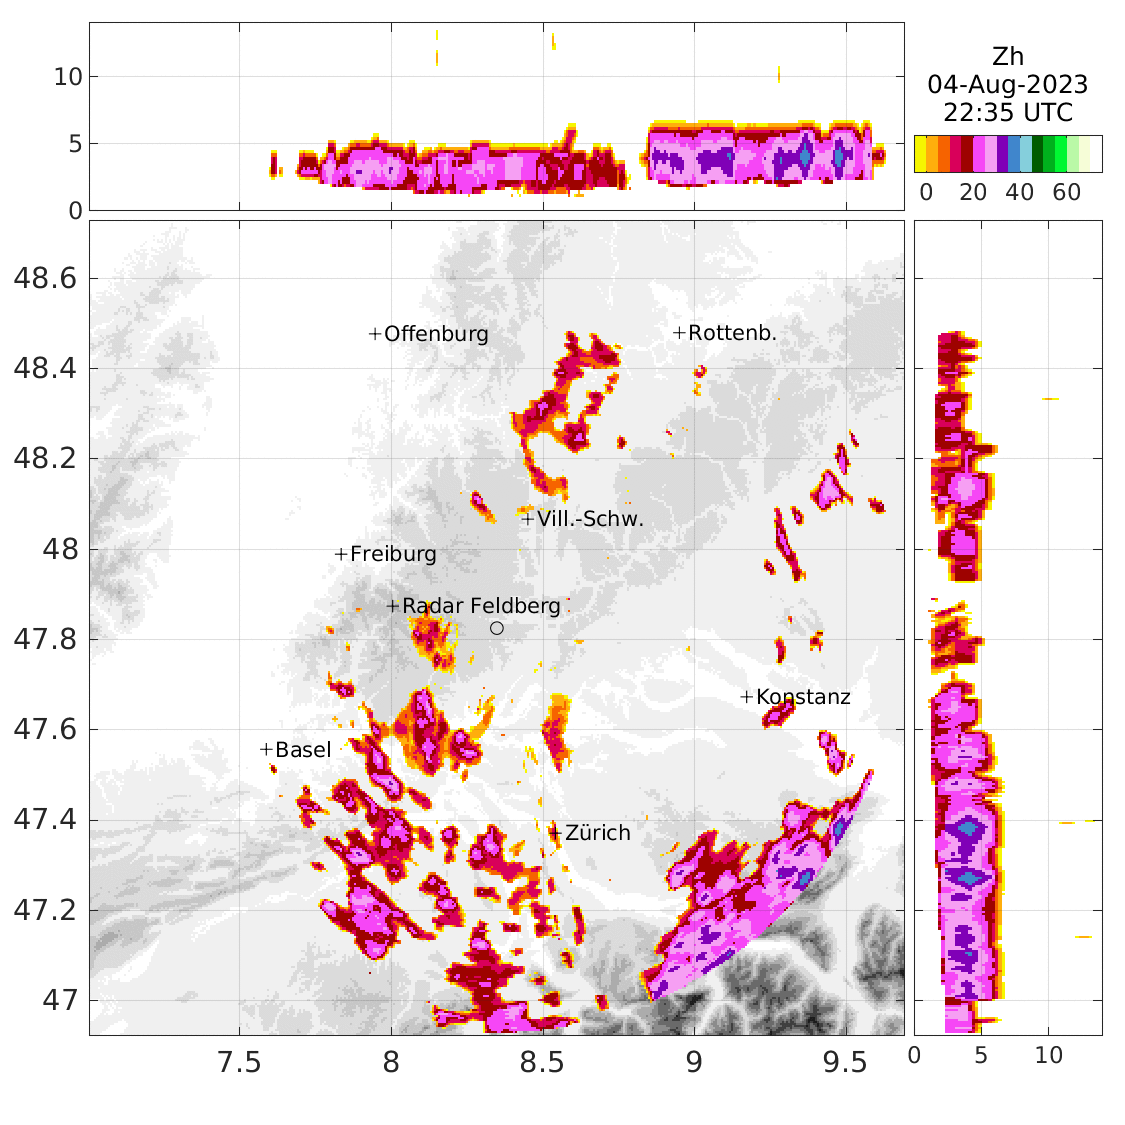 10
5
0
Zh
04-Aug-2023
22:35 UTC
0 20 40 60
48.6
48.4
48.2
48
47.8
47.6
47.4
47.2
47
+Offenburg
+Rottenb.
+Vill.-Schw.
+Freiburg
+Radar Feldberg
+Konstanz
+Basel
+Zürich
7.5 8 8.5 9 9.5
0 5 10